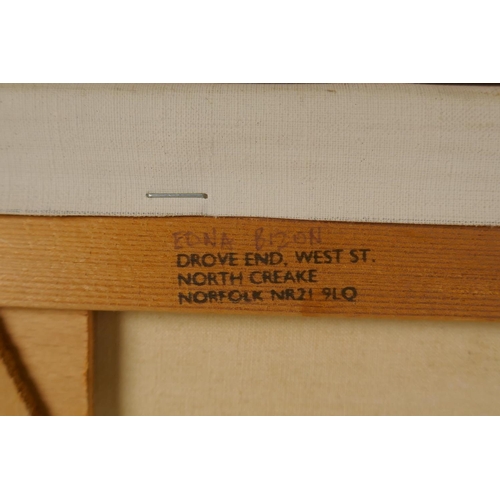 EDNA BIZON
DROVE END, WEST ST.
NORTH CREAKE
NORFOLK NR21 9LQ